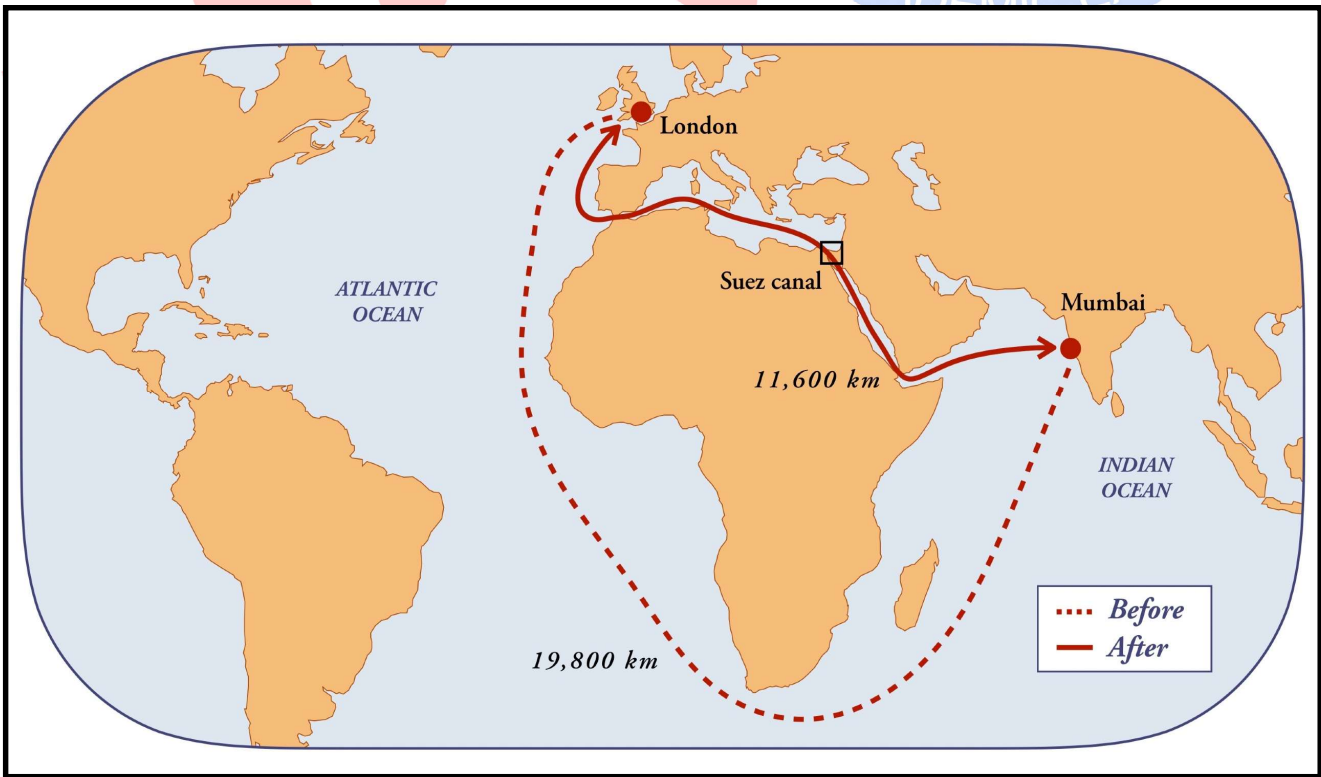 London
Suez canal
Mumbai
ATLANTIC
OCEAN
11,600 km
INDIAN
OCEAN
19,800 km
Before
After